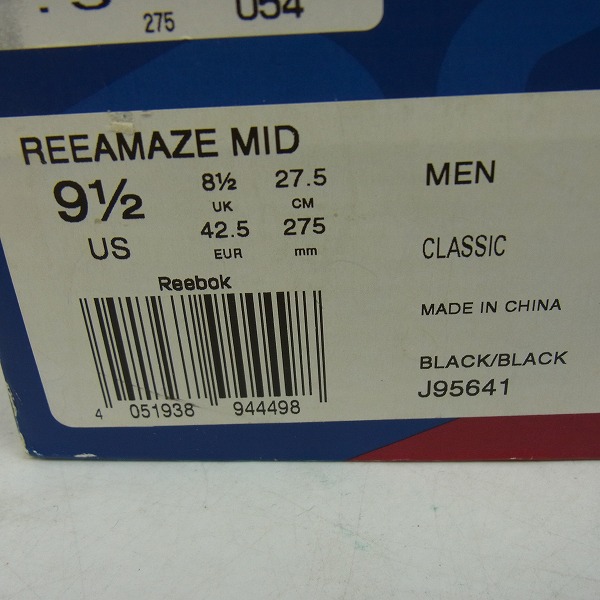 275 054
REEAMAZE MID
9½ 8½ 27.5 MEN
UK CM
US 42.5 275 CLASSIC
EUR mm
Reebok
MADE IN CHINA
BLACK/BLACK
J95641
4 051938 944498